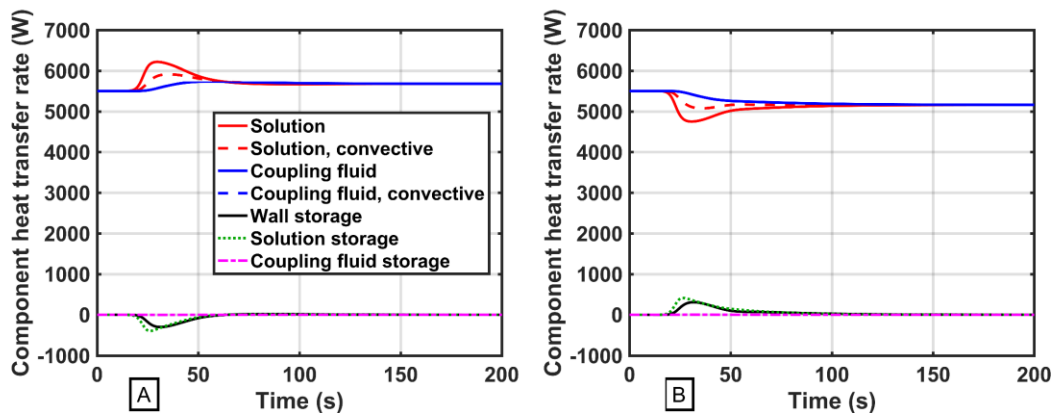 Component heat transfer rate (W)
7000
6000
5000
4000
3000
2000
1000
0
-1000
Solution
Solution, convective
Coupling fluid
Coupling fluid, convective
Wall storage
Solution storage
Coupling fluid storage
0 50 100 150 200
A
Time (s)
Component heat transfer rate (W)
7000
6000
5000
4000
3000
2000
1000
0
-1000
0 50 100 150 200
B
Time (s)